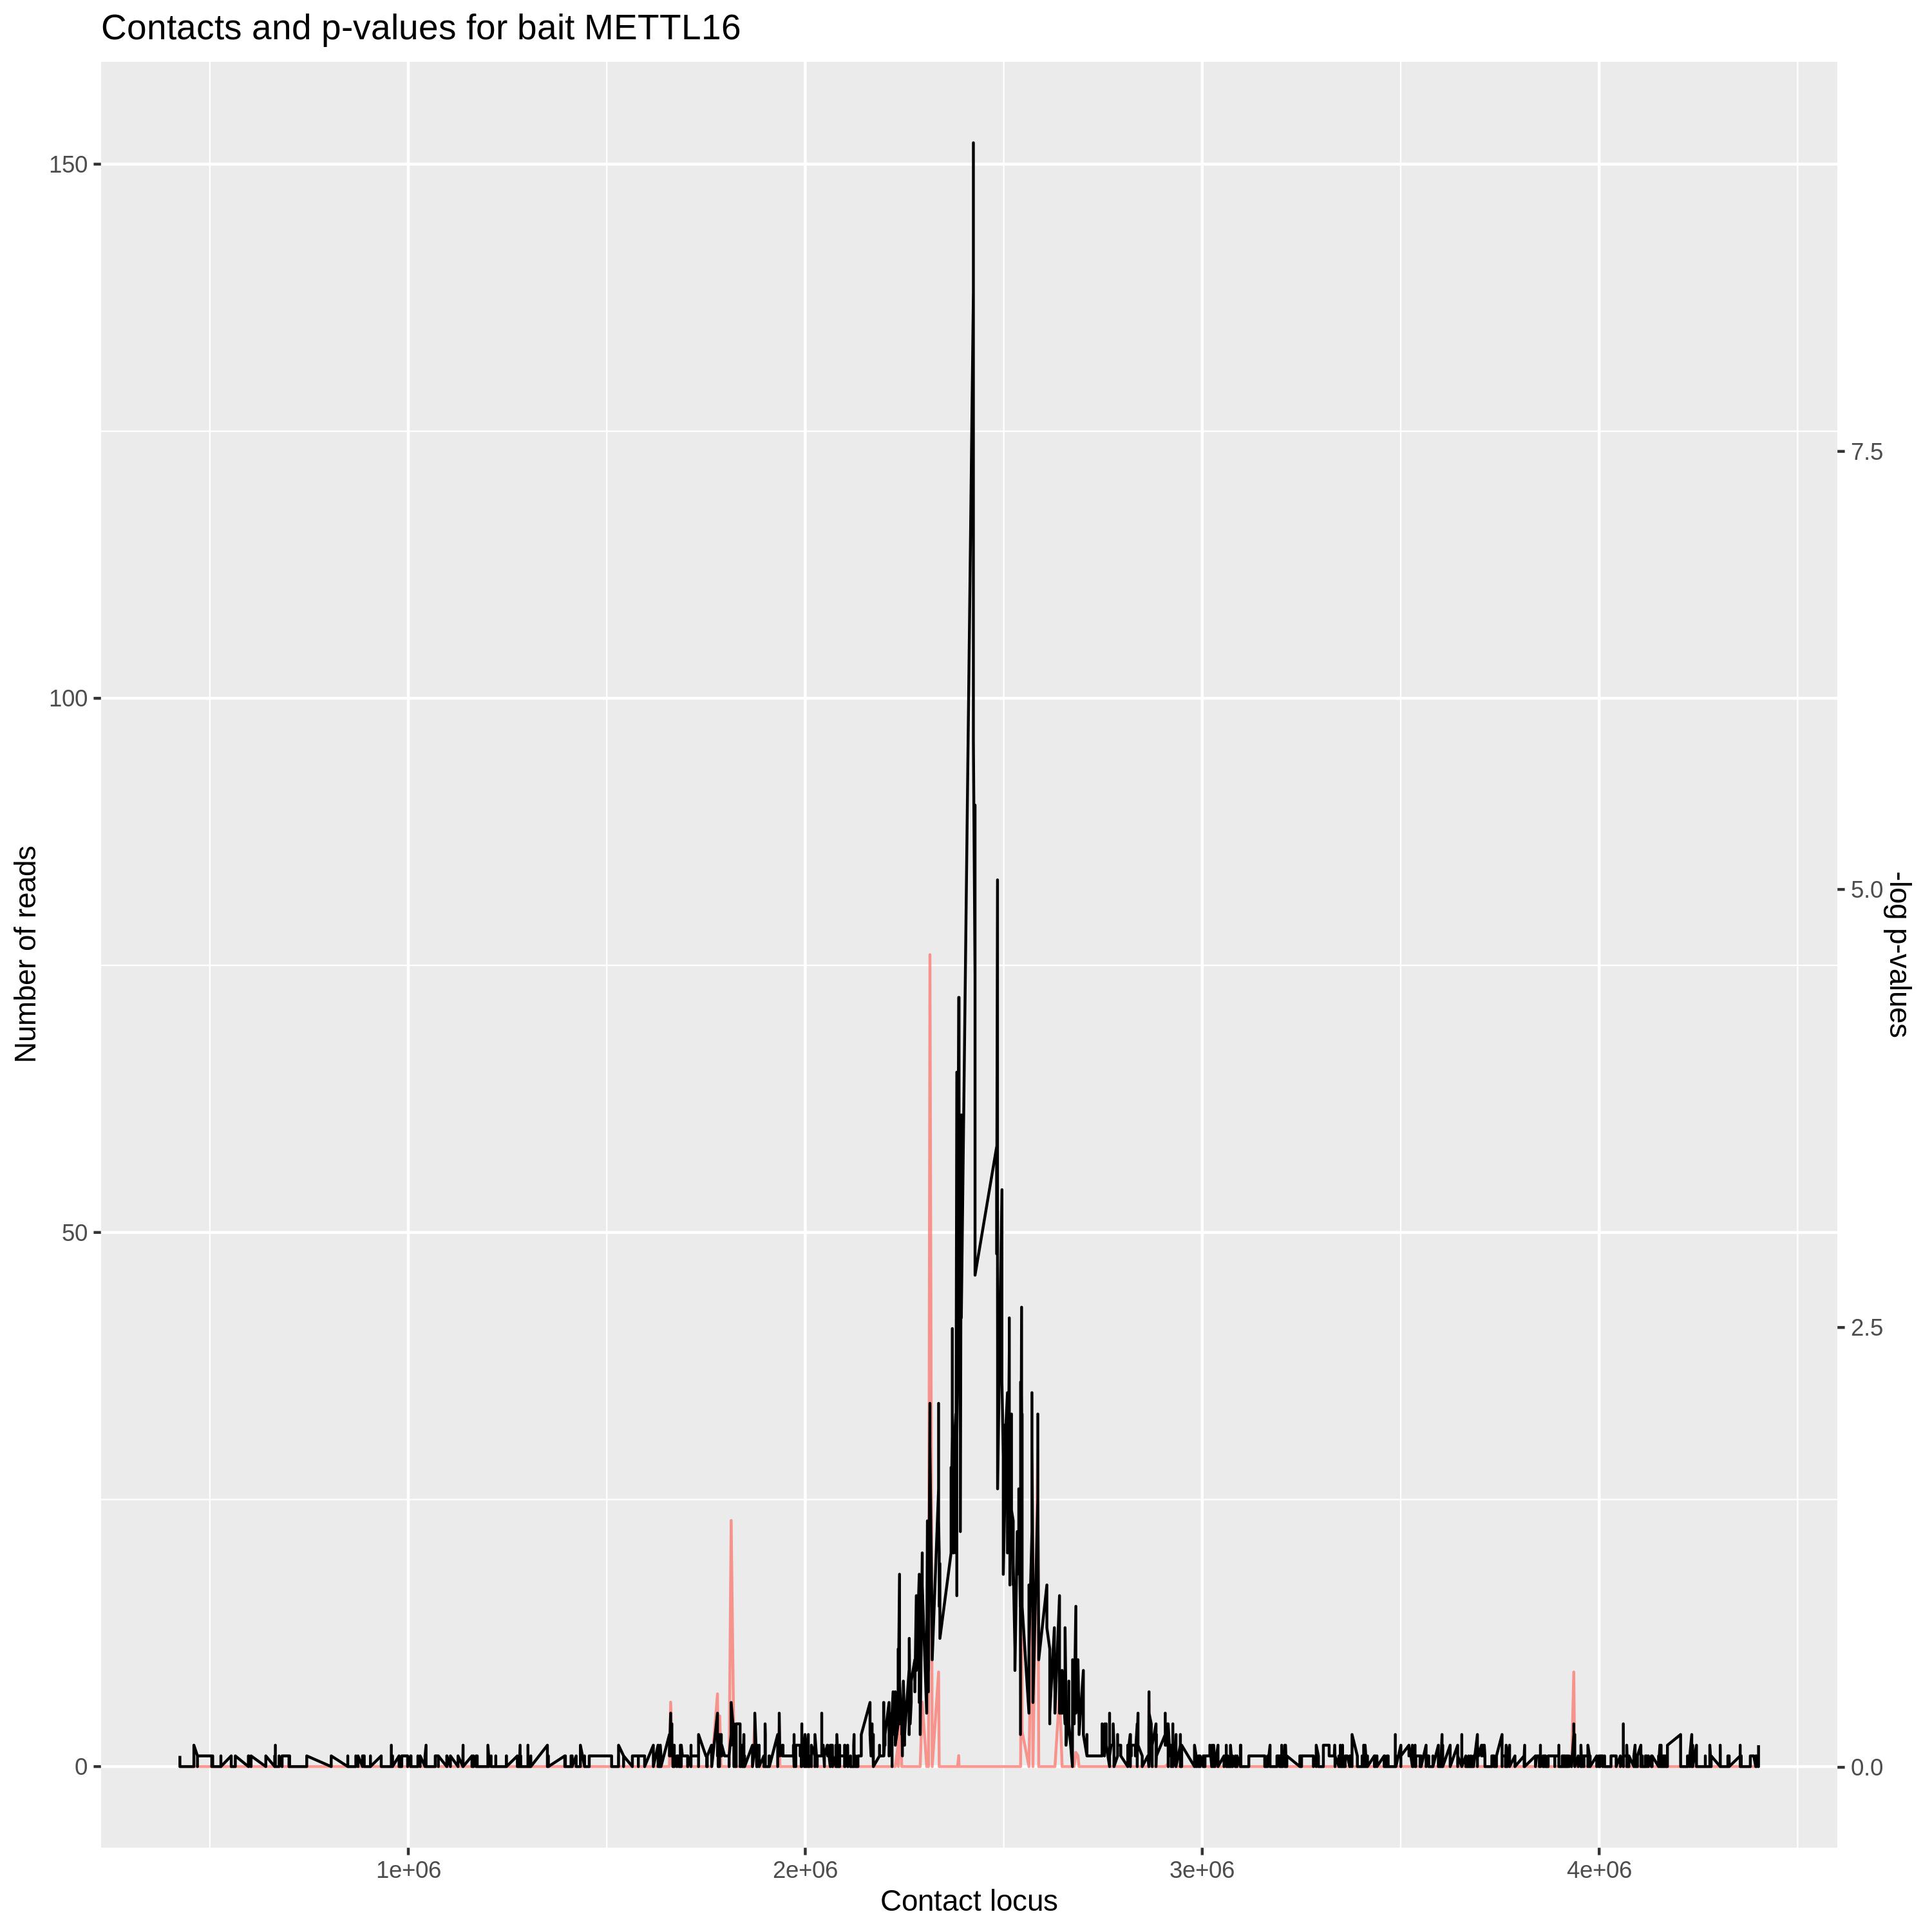 Contacts and p-values for bait METTL16
150
100
50
0
Number of reads
7.5
5.0
2.5
0.0
-log p-values
1e+06
2e+06
3e+06
4e+06
Contact locus